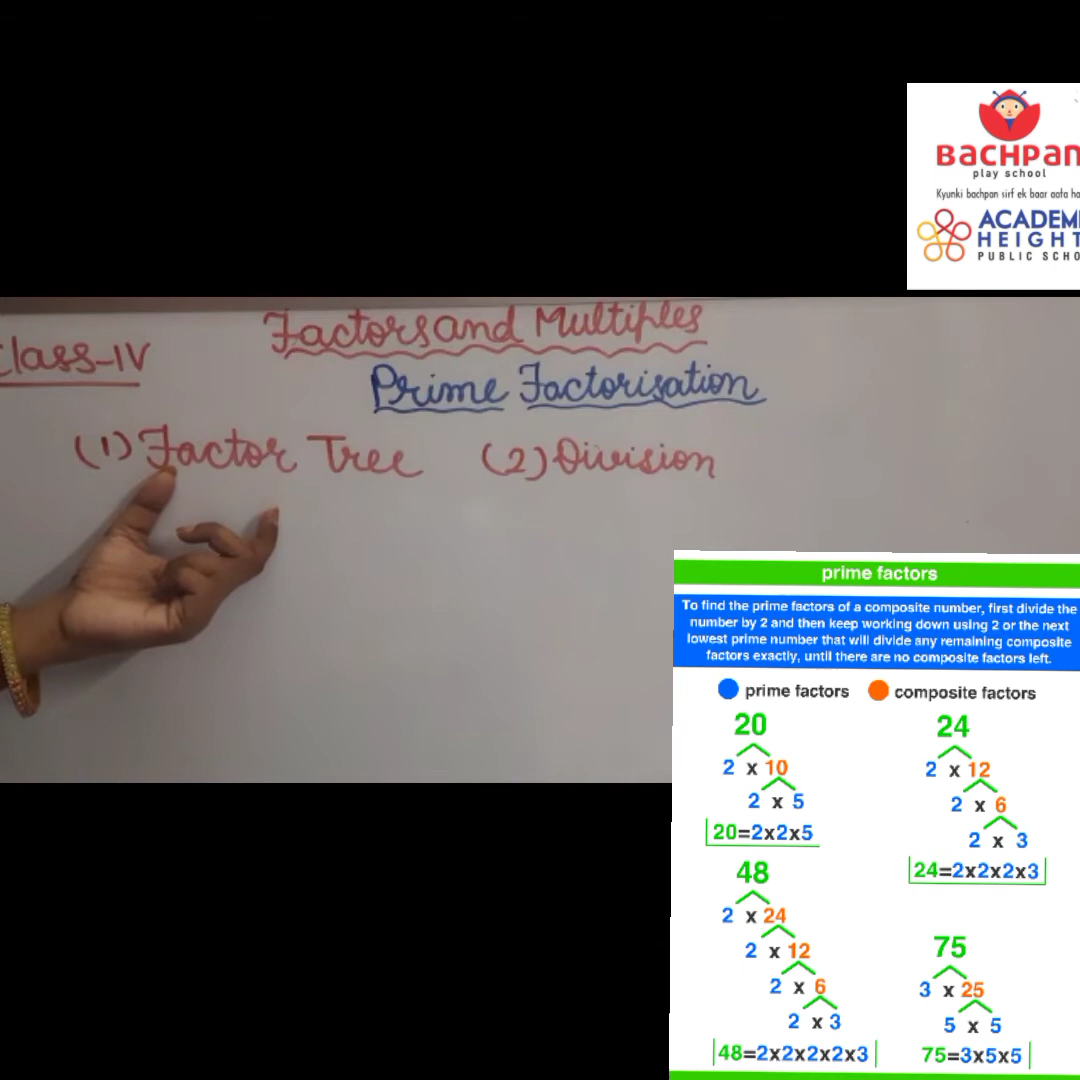 BACHPAN
play school
Kyunki bachpan sirf ek baar aata ha
ACADEMI
HEIGHT
PUBLIC SCHO
Class-IV
Factors and Multiples
Prime Factorisation
(1) Factor Tree (2) Division
prime factors
To find the prime factors of a composite number, first divide the
number by 2 and then keep working down using 2 or the next
lowest prime number that will divide any remaining composite
factors exactly, until there are no composite factors left.
prime factors composite factors
20
2 x 10
2 x 5
20=2x2x5
24
2 x 12
2 x 6
2 x 3
24=2x2x2x3
48
2 x 24
2 x 12
2 x 6
2 x 3
48=2x2x2x2x3
75
3 x 25
5 x 5
75=3x5x5